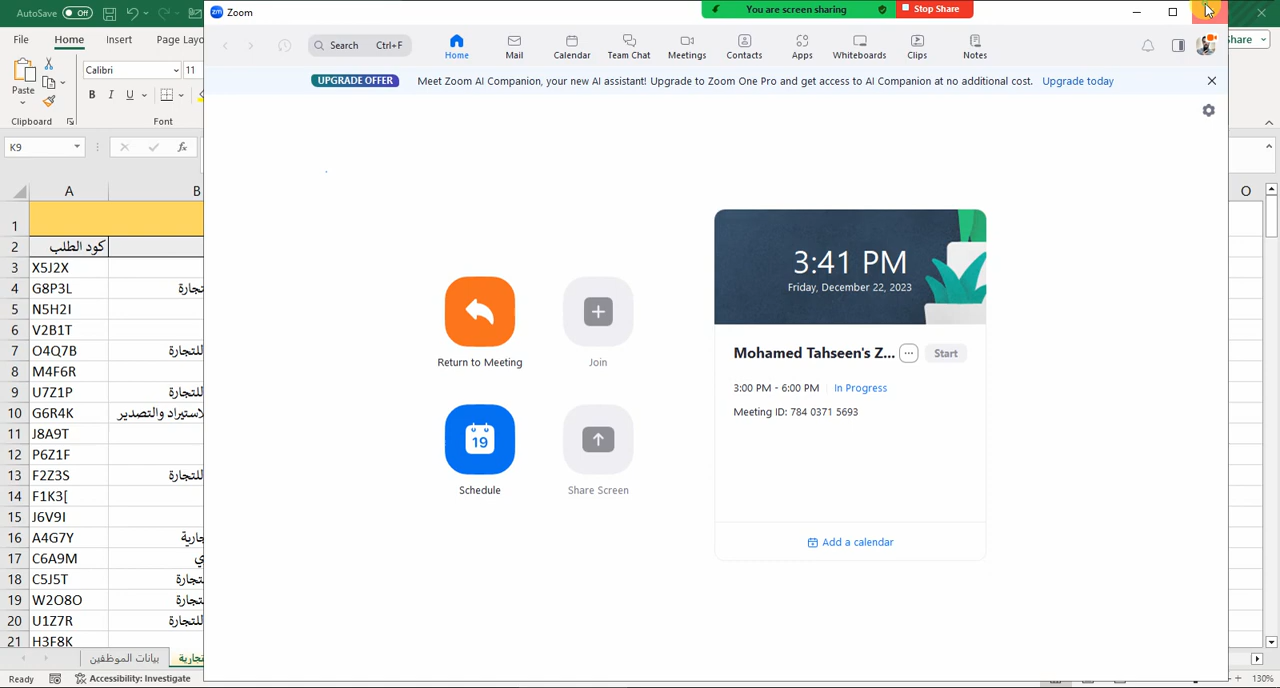 AutoSave Off
Zoom
You are screen sharing
Stop Share
File Home Insert Page Layou
Search Ctrl+F
Home Mail Calendar Team Chat Meetings Contacts Apps Whiteboards Clips Notes
hare
Calibri 11
Paste
B I U
Clipboard Font
UPGRADE OFFER Meet Zoom AI Companion, your new AI assistant! Upgrade to Zoom One Pro and get access to AI Companion at no additional cost. Upgrade today
K9 fx
A B O
1
2 كود الطلب
3 X5J2X
4 G8P3L
5 N5H2I
6 V2B1T
7 O4Q7B للتجارة
8 M4F6R
9 U7Z1P للتجارة
10 G6R4K لاستيراد والتصدير
11 J8A9T
12 P6Z1F
13 F2Z3S للتجارة
14 F1K3[
15 J6V9I
16 A4G7Y
17 C6A9M
18 C5J5T
19 W2O8O
20 U1Z7R للتجارة
21 H3F8K
3:41 PM
Friday, December 22, 2023
Return to Meeting Join
19
Schedule Share Screen
Mohamed Tahseen's Z... Start
3:00 PM - 6:00 PM In Progress
Meeting ID: 784 0371 5693
Add a calendar
بيانات الموظفين
Ready Accessibility: Investigate 130%